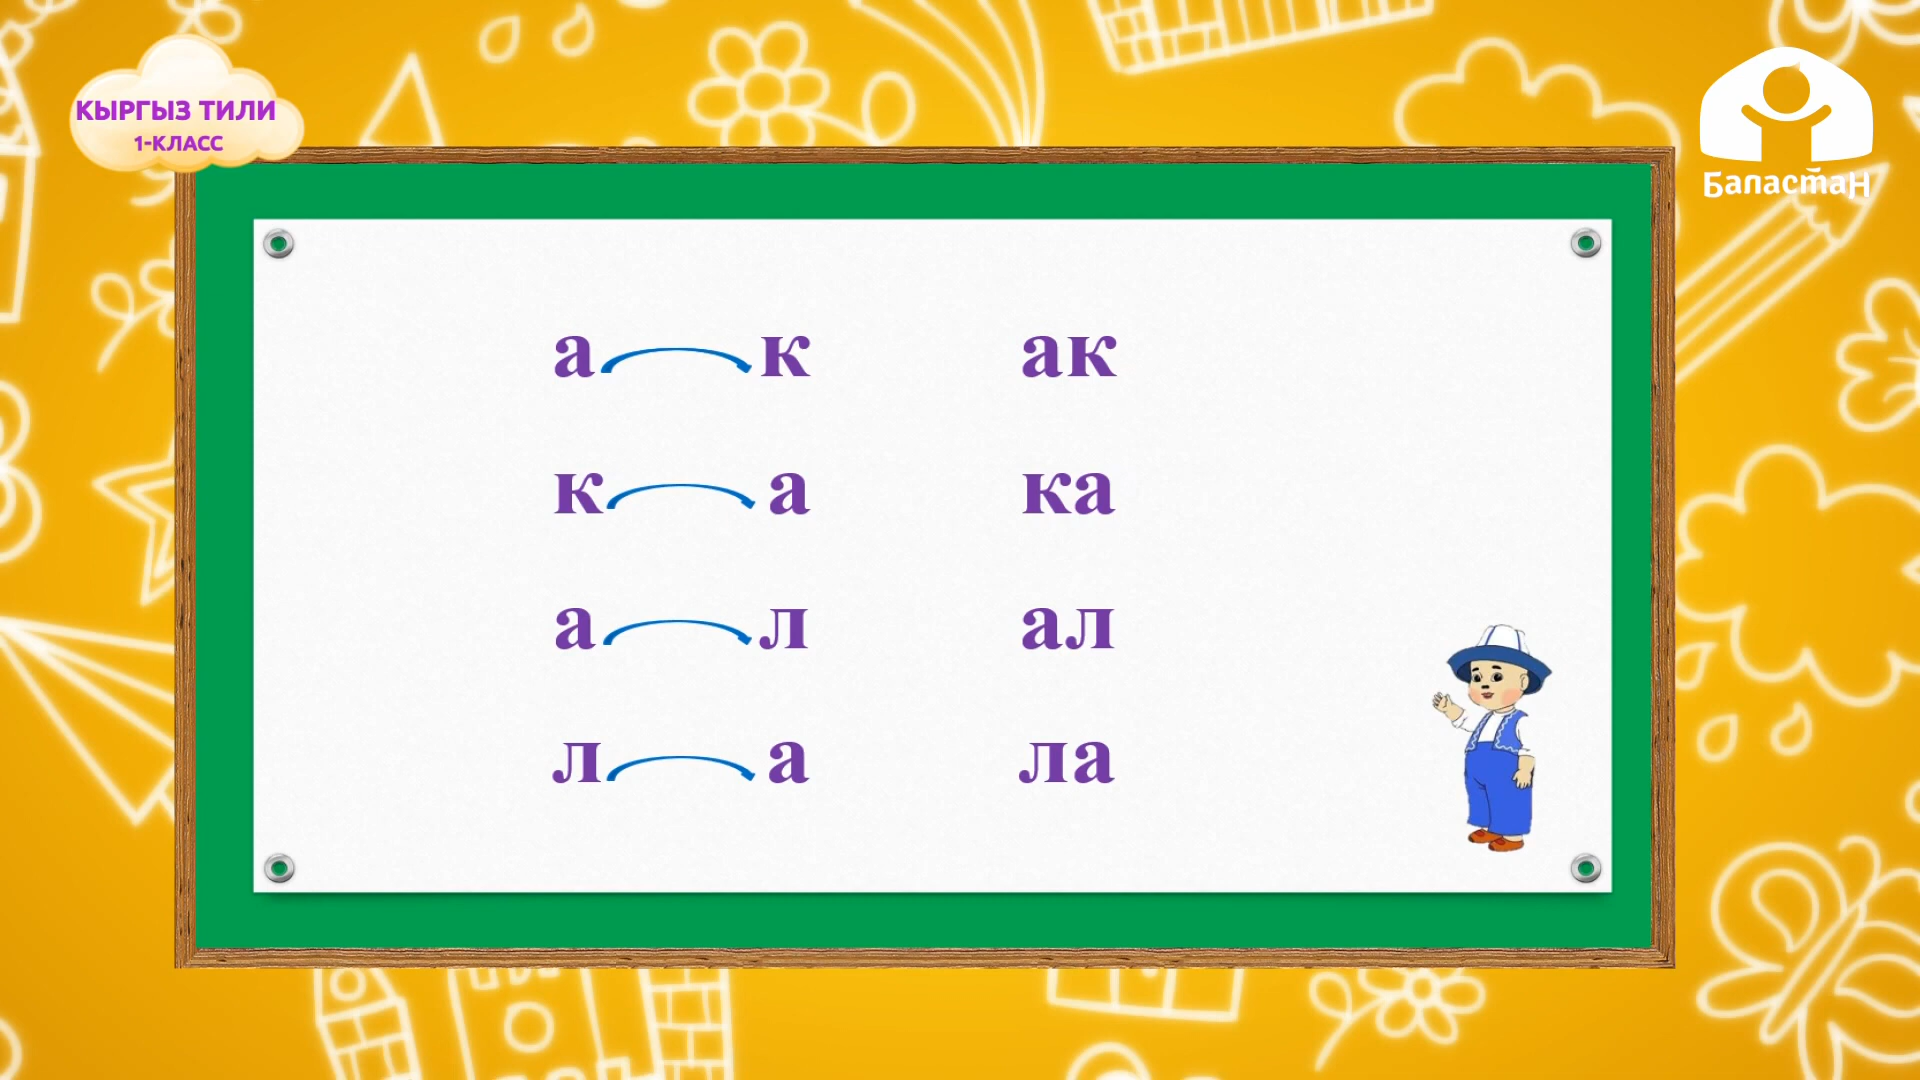 КЫРГЫЗ ТИЛИ
1-КЛАСС
Баластан
а к ак
к а ка
а л ал
л а ла